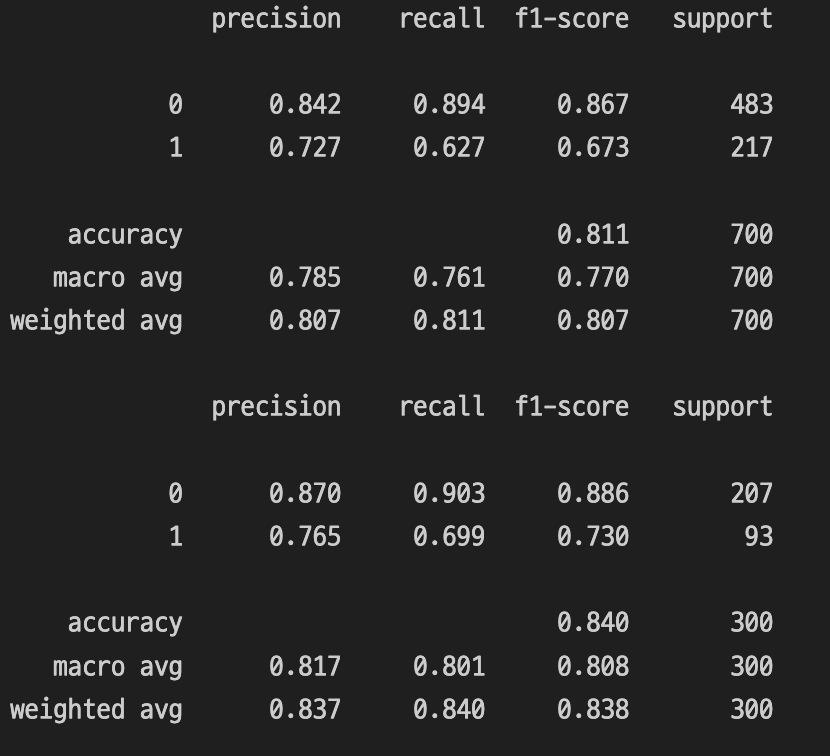 precision recall f1-score support
0 0.842 0.894 0.867 483
1 0.727 0.627 0.673 217
accuracy 0.811 700
macro avg 0.785 0.761 0.770 700
weighted avg 0.807 0.811 0.807 700
precision recall f1-score support
0 0.870 0.903 0.886 207
1 0.765 0.699 0.730 93
accuracy 0.840 300
macro avg 0.817 0.801 0.808 300
weighted avg 0.837 0.840 0.838 300